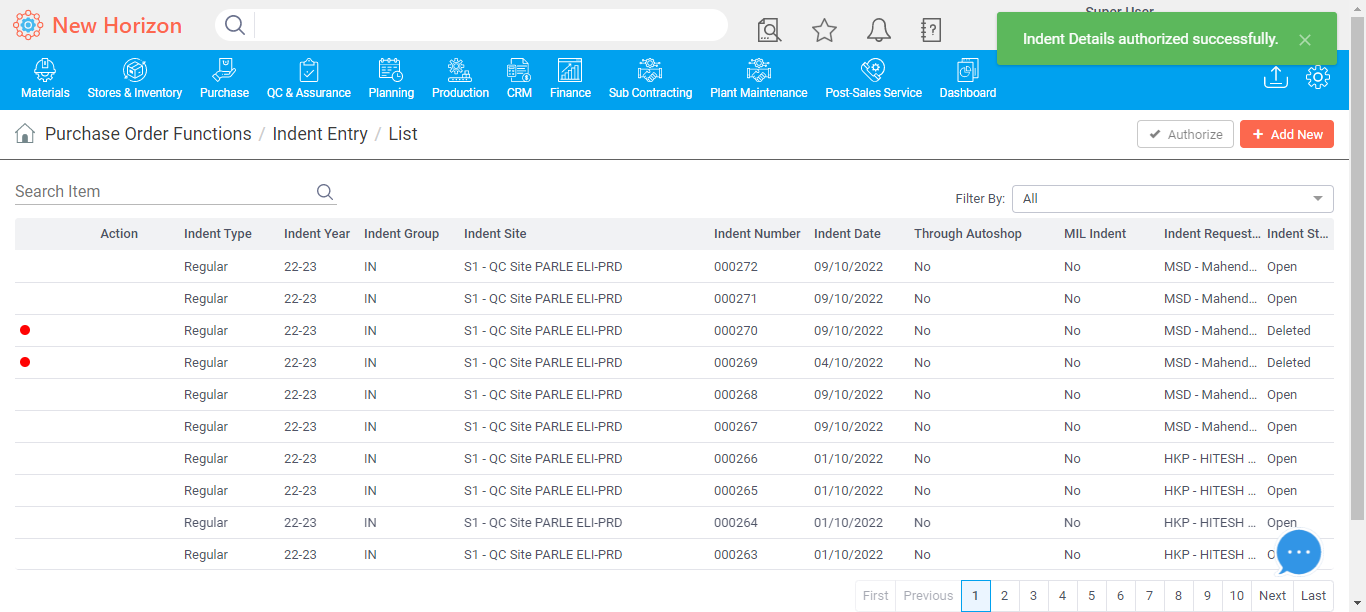 New Horizon
Indent Details authorized successfully.
Materials Stores & Inventory Purchase QC & Assurance Planning Production CRM Finance Sub Contracting Plant Maintenance Post-Sales Service Dashboard
Purchase Order Functions / Indent Entry / List Authorize + Add New
Search Item
Filter By: All
Action Indent Type Indent Year Indent Group Indent Site Indent Number Indent Date Through Autoshop MIL Indent Indent Request... Indent St...
Regular 22-23 IN S1 - QC Site PARLE ELI-PRD 000272 09/10/2022 No No MSD - Mahend... Open
Regular 22-23 IN S1 - QC Site PARLE ELI-PRD 000271 09/10/2022 No No MSD - Mahend... Open
Regular 22-23 IN S1 - QC Site PARLE ELI-PRD 000270 09/10/2022 No No MSD - Mahend... Deleted
Regular 22-23 IN S1 - QC Site PARLE ELI-PRD 000269 04/10/2022 No No MSD - Mahend... Deleted
Regular 22-23 IN S1 - QC Site PARLE ELI-PRD 000268 09/10/2022 No No MSD - Mahend... Open
Regular 22-23 IN S1 - QC Site PARLE ELI-PRD 000267 09/10/2022 No No MSD - Mahend... Open
Regular 22-23 IN S1 - QC Site PARLE ELI-PRD 000266 01/10/2022 No No HKP - HITESH ... Open
Regular 22-23 IN S1 - QC Site PARLE ELI-PRD 000265 01/10/2022 No No HKP - HITESH ... Open
Regular 22-23 IN S1 - QC Site PARLE ELI-PRD 000264 01/10/2022 No No HKP - HITESH ... Open
Regular 22-23 IN S1 - QC Site PARLE ELI-PRD 000263 01/10/2022 No No HKP - HITESH ...
First Previous 1 2 3 4 5 6 7 8 9 10 Next Last